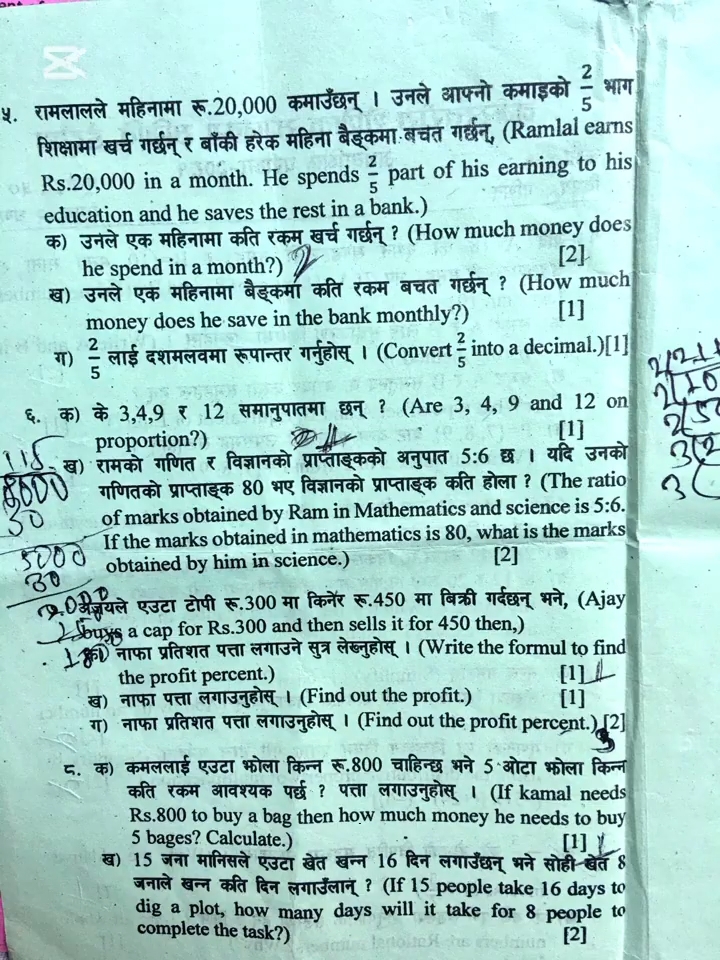 ५. रामलालले महिनामा रू.20,000 कमाउँछन् । उनले आफ्नो कमाइको 2/5 भाग
शिक्षामा खर्च गर्छन् र बाँकी हरेक महिना बैङ्कमा बचत गर्छन्, (Ramlal earns
Rs.20,000 in a month. He spends 2/5 part of his earning to his
education and he saves the rest in a bank.)
क) उनले एक महिनामा कति रकम खर्च गर्छन् ? (How much money does
he spend in a month?) [2]
ख) उनले एक महिनामा बैङ्कमा कति रकम बचत गर्छन् ? (How much
money does he save in the bank monthly?) [1]
ग) 2/5 लाई दशमलवमा रूपान्तर गर्नुहोस् । (Convert 2/5 into a decimal.)[1]
६. क) के 3,4,9 र 12 समानुपातमा छन् ? (Are 3, 4, 9 and 12 on
proportion?) [1]
ख) रामको गणित र विज्ञानको प्राप्ताङ्कको अनुपात 5:6 छ । यदि उनको
गणितको प्राप्ताङ्क 80 भए विज्ञानको प्राप्ताङ्क कति होला ? (The ratio
of marks obtained by Ram in Mathematics and science is 5:6.
If the marks obtained in mathematics is 80, what is the marks
obtained by him in science.) [2]
अजयले एउटा टोपी रू.300 मा किनेर रू.450 मा बिक्री गर्दछन् भने, (Ajay
buys a cap for Rs.300 and then sells it for 450 then,)
नाफा प्रतिशत पत्ता लगाउने सुत्र लेख्नुहोस् । (Write the formul to find
the profit percent.) [1]
ख) नाफा पत्ता लगाउनुहोस् । (Find out the profit.) [1]
ग) नाफा प्रतिशत पत्ता लगाउनुहोस् । (Find out the profit percent.) [2]
८. क) कमललाई एउटा झोला किन्न रू.800 चाहिन्छ भने 5 ओटा झोला किन्न
कति रकम आवश्यक पर्छ ? पत्ता लगाउनुहोस् । (If kamal needs
Rs.800 to buy a bag then how much money he needs to buy
5 bages? Calculate.) [1]
ख) 15 जना मानिसले एउटा खेत खन्न 16 दिन लगाउँछन् भने सोही खेत 8
जनाले खन्न कति दिन लगाउँलान् ? (If 15 people take 16 days to
dig a plot, how many days will it take for 8 people to
complete the task?) [2]